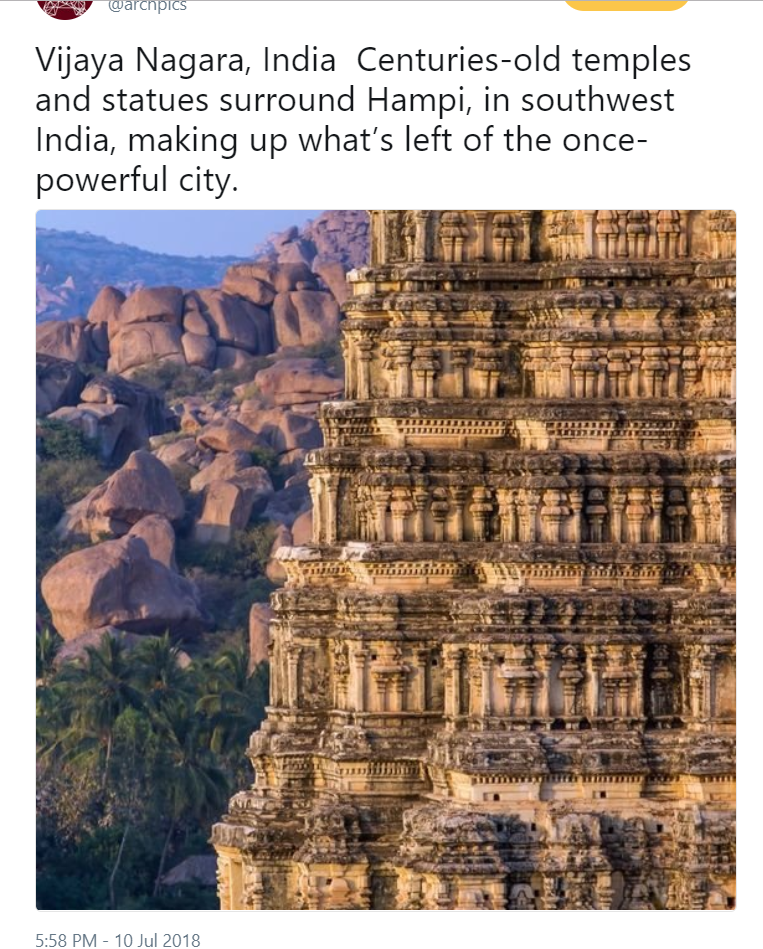 @archpics
Vijaya Nagara, India  Centuries-old temples
and statues surround Hampi, in southwest
India, making up what’s left of the once-
powerful city.
5:58 PM - 10 Jul 2018